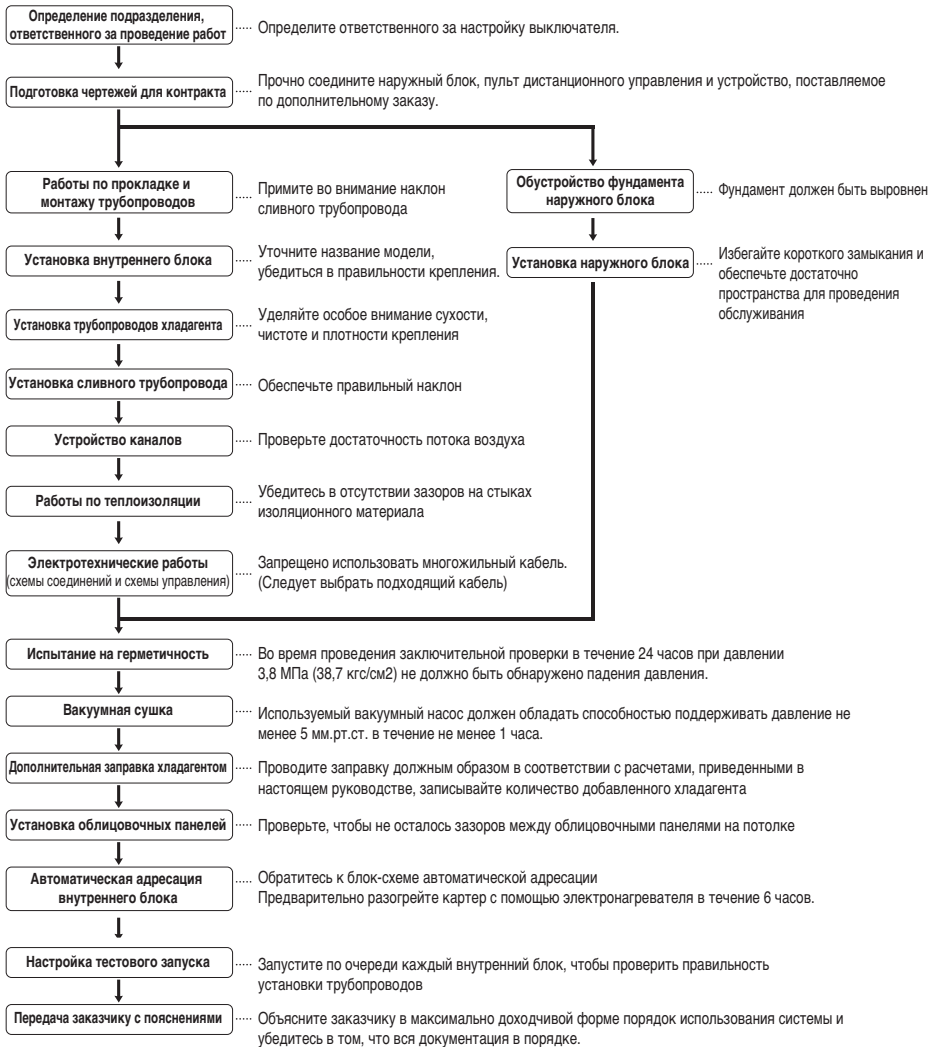 Определение подразделения,
ответственного за проведение работ
Определите ответственного за настройку выключателя.
Подготовка чертежей для контракта
Прочно соедините наружный блок, пульт дистанционного управления и устройство, поставляемое
по дополнительному заказу.
Работы по прокладке и
монтажу трубопроводов
Примите во внимание наклон
сливного трубопровода
Обустройство фундамента
наружного блока
Фундамент должен быть выровнен
Установка внутреннего блока
Уточните название модели,
убедиться в правильности крепления.
Установка наружного блока
Избегайте короткого замыкания и
обеспечьте достаточно
пространства для проведения
обслуживания
Установка трубопроводов хладагента
Уделяйте особое внимание сухости,
чистоте и плотности крепления
Установка сливного трубопровода
Обеспечьте правильный наклон
Устройство каналов
Проверьте достаточность потока воздуха
Работы по теплоизоляции
Убедитесь в отсутствии зазоров на стыках
изоляционного материала
Электротехнические работы
(схемы соединений и схемы управления)
Запрещено использовать многожильный кабель.
(Следует выбрать подходящий кабель)
Испытание на герметичность
Во время проведения заключительной проверки в течение 24 часов при давлении
3,8 МПа (38,7 кгс/см2) не должно быть обнаружено падения давления.
Вакуумная сушка
Используемый вакуумный насос должен обладать способностью поддерживать давление не
менее 5 мм.рт.ст. в течение не менее 1 часа.
Дополнительная заправка хладагентом
Проводите заправку должным образом в соответствии с расчетами, приведенными в
настоящем руководстве, записывайте количество добавленного хладагента
Установка облицовочных панелей
Проверьте, чтобы не осталось зазоров между облицовочными панелями на потолке
Автоматическая адресация
внутреннего блока
Обратитесь к блок-схеме автоматической адресации
Предварительно разогрейте картер с помощью электронагревателя в течение 6 часов.
Настройка тестового запуска
Запустите по очереди каждый внутренний блок, чтобы проверить правильность
установки трубопроводов
Передача заказчику с пояснениями
Объясните заказчику в максимально доходчивой форме порядок использования системы и
убедитесь в том, что вся документация в порядке.